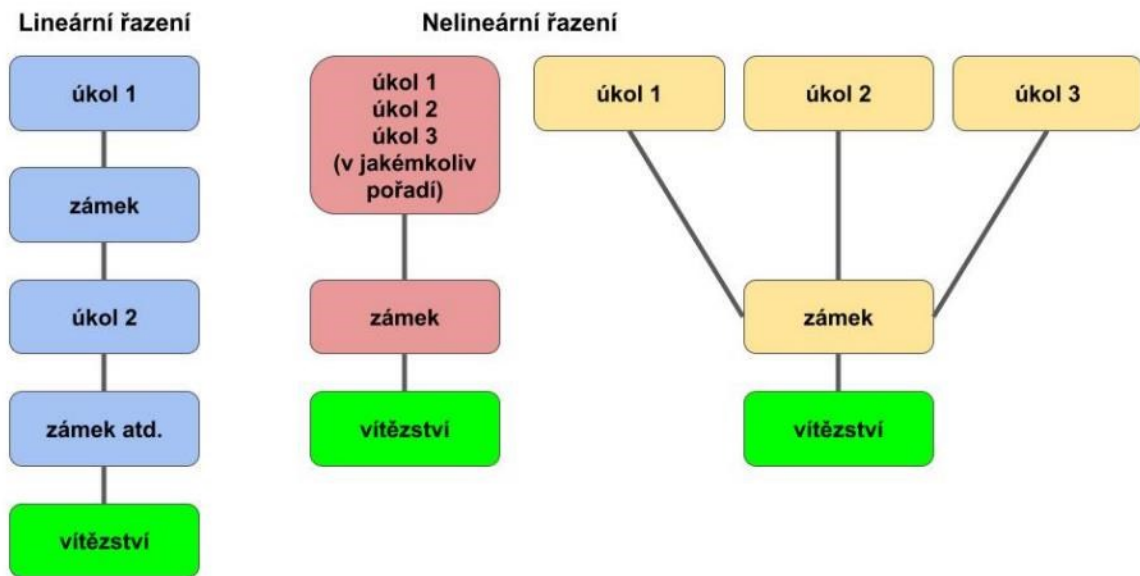 Lineární řazení
úkol 1
zámek
úkol 2
zámek atd.
vítězství
Nelineární řazení
úkol 1
úkol 2
úkol 3
(v jakémkoliv
pořadí)
zámek
vítězství
úkol 1
úkol 2
úkol 3
zámek
vítězství